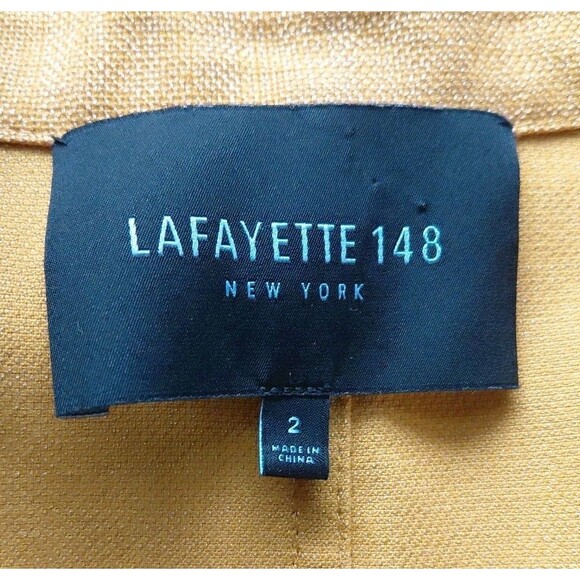 LAFAYETTE 148
NEW YORK
2
MADE IN
CHINA